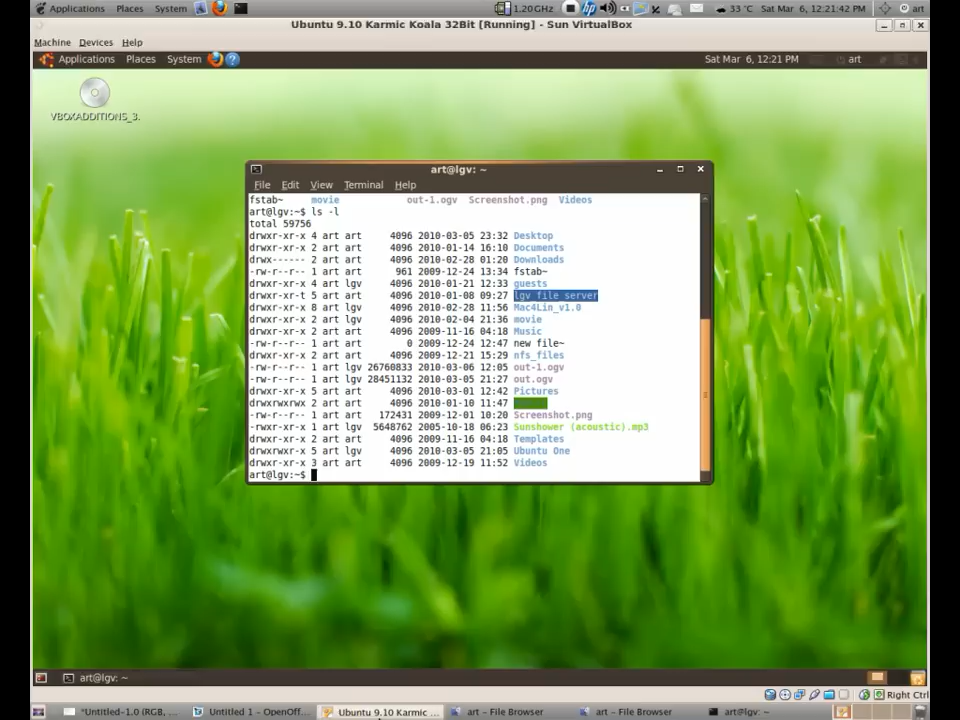 Applications Places System 1.20GHz 33 °C Sat Mar 6, 12:21:42 PM art
Ubuntu 9.10 Karmic Koala 32Bit [Running] - Sun VirtualBox
Machine Devices Help
Applications Places System Sat Mar 6, 12:21 PM art
VBOXADDITIONS_3.
art@lgv: ~
File Edit View Terminal Help
fstab~ movie out-1.ogv Screenshot.png Videos
art@lgv:~$ ls -l
total 59756
drwxr-xr-x 4 art art 4096 2010-03-05 23:32 Desktop
drwxr-xr-x 2 art art 4096 2010-01-14 16:10 Documents
drwx------ 2 art art 4096 2010-02-28 01:20 Downloads
-rw-r--r-- 1 art art 961 2009-12-24 13:34 fstab~
drwxr-xr-x 4 art lgv 4096 2010-01-21 12:33 guests
drwxr-xr-t 5 art art 4096 2010-01-08 09:27 lgv file server
drwxr-xr-x 8 art lgv 4096 2010-02-28 11:56 Mac4Lin_v1.0
drwxr-xr-x 2 art art 4096 2010-02-04 21:36 movie
drwxr-xr-x 2 art art 4096 2009-11-16 04:18 Music
-rw-r--r-- 1 art art 0 2009-12-24 12:47 new file~
drwxr-xr-x 2 art art 4096 2009-12-21 15:29 nfs_files
-rw-r--r-- 1 art lgv 26760833 2010-03-06 12:05 out-1.ogv
-rw-r--r-- 1 art lgv 28451132 2010-03-05 21:27 out.ogv
drwxr-xr-x 5 art art 4096 2010-03-01 12:42 Pictures
drwxrwxrwx 2 art art 4096 2010-01-10 11:47
-rw-r--r-- 1 art art 172431 2009-12-01 10:20 Screenshot.png
-rwxr-xr-x 1 art lgv 5648762 2005-10-18 06:23 Sunshower (acoustic).mp3
drwxr-xr-x 2 art art 4096 2009-11-16 04:18 Templates
drwxrwxr-x 5 art lgv 4096 2010-03-05 21:05 Ubuntu One
drwxr-xr-x 3 art art 4096 2009-12-19 11:52 Videos
art@lgv:~$
art@lgv: ~
Right Ctrl
*Untitled-1.0 (RGB, ... Untitled 1 - OpenOff... Ubuntu 9.10 Karmic ... art - File Browser art - File Browser art@lgv: ~